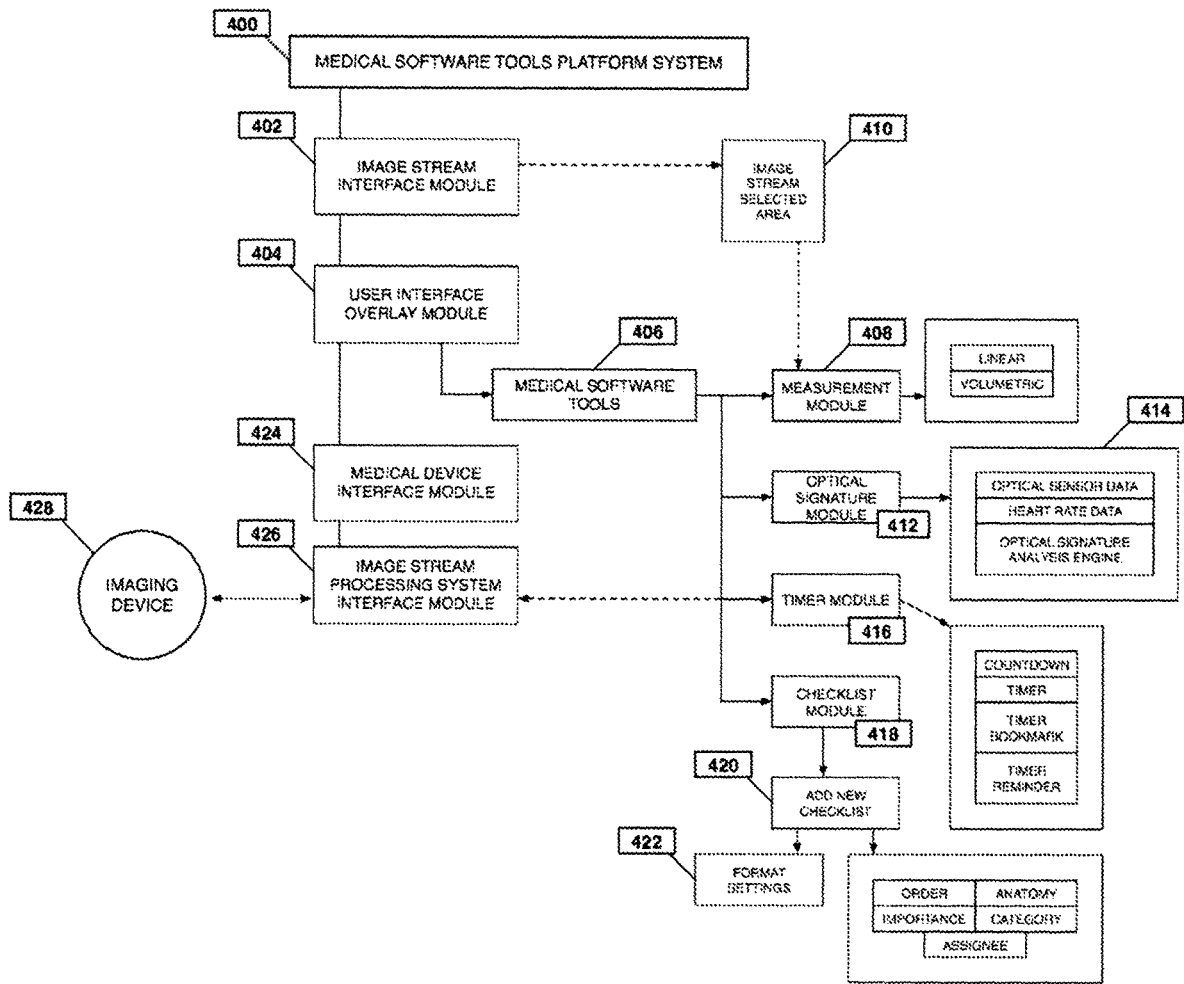 400
MEDICAL SOFTWARE TOOLS PLATFORM SYSTEM
402
IMAGE STREAM
INTERFACE MODULE
410
IMAGE
STREAM
SELECTED
AREA
404
USER INTERFACE
OVERLAY MODULE
406
MEDICAL SOFTWARE
TOOLS
408
MEASUREMENT
MODULE
LINEAR
VOLUMETRIC
424
MEDICAL DEVICE
INTERFACE MODULE
414
OPTICAL
SIGNATURE
MODULE
412
OPTICAL SENSOR DATA
HEART RATE DATA
OPTICAL SIGNATURE
ANALYSIS ENGINE
428
IMAGING
DEVICE
426
IMAGE STREAM
PROCESSING SYSTEM
INTERFACE MODULE
TIMER MODULE
416
COUNTDOWN
TIMER
TIMER
BOOKMARK
TIMER
REMINDER
CHECKLIST
MODULE
418
420
ADD NEW
CHECKLIST
422
FORMAT
SETTINGS
ORDER
ANATOMY
IMPORTANCE
CATEGORY
ASSIGNEE